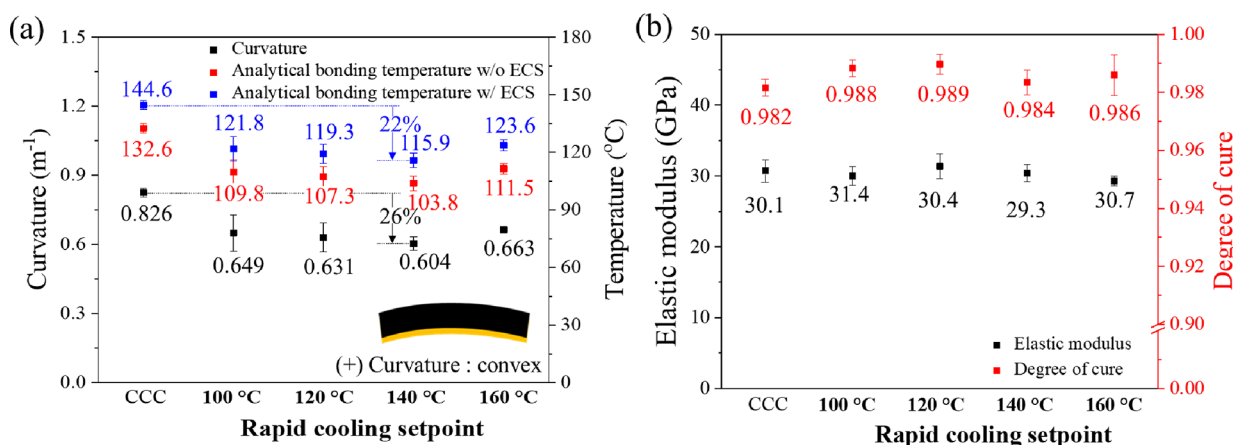 (a)
1.5
1.2
0.9
0.6
0.3
0.0
Curvature (m-1)
180
150
120
90
60
30
0
Temperature (oC)
Curvature
Analytical bonding temperature w/o ECS
Analytical bonding temperature w/ ECS
144.6
121.8
119.3
22%
115.9
123.6
132.6
109.8
107.3
103.8
111.5
0.826
26%
0.649
0.631
0.604
0.663
(+) Curvature : convex
CCC
100 °C
120 °C
140 °C
160 °C
Rapid cooling setpoint
(b)
50
40
30
20
10
0
Elastic modulus (GPa)
1.00
0.98
0.96
0.94
0.92
0.90
0.00
Degree of cure
0.982
0.988
0.989
0.984
0.986
30.1
31.4
30.4
29.3
30.7
Elastic modulus
Degree of cure
CCC
100 °C
120 °C
140 °C
160 °C
Rapid cooling setpoint